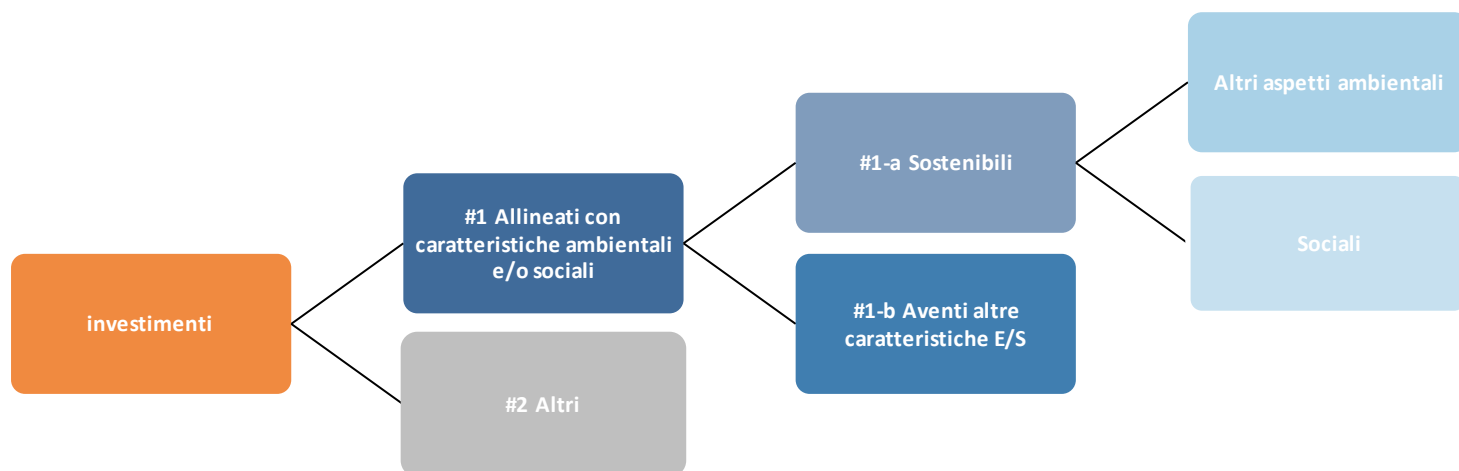 investimenti
#1 Allineati con
caratteristiche ambientali
e/o sociali
#2 Altri
#1-a Sostenibili
#1-b Aventi altre
caratteristiche E/S
Altri aspetti ambientali
Sociali